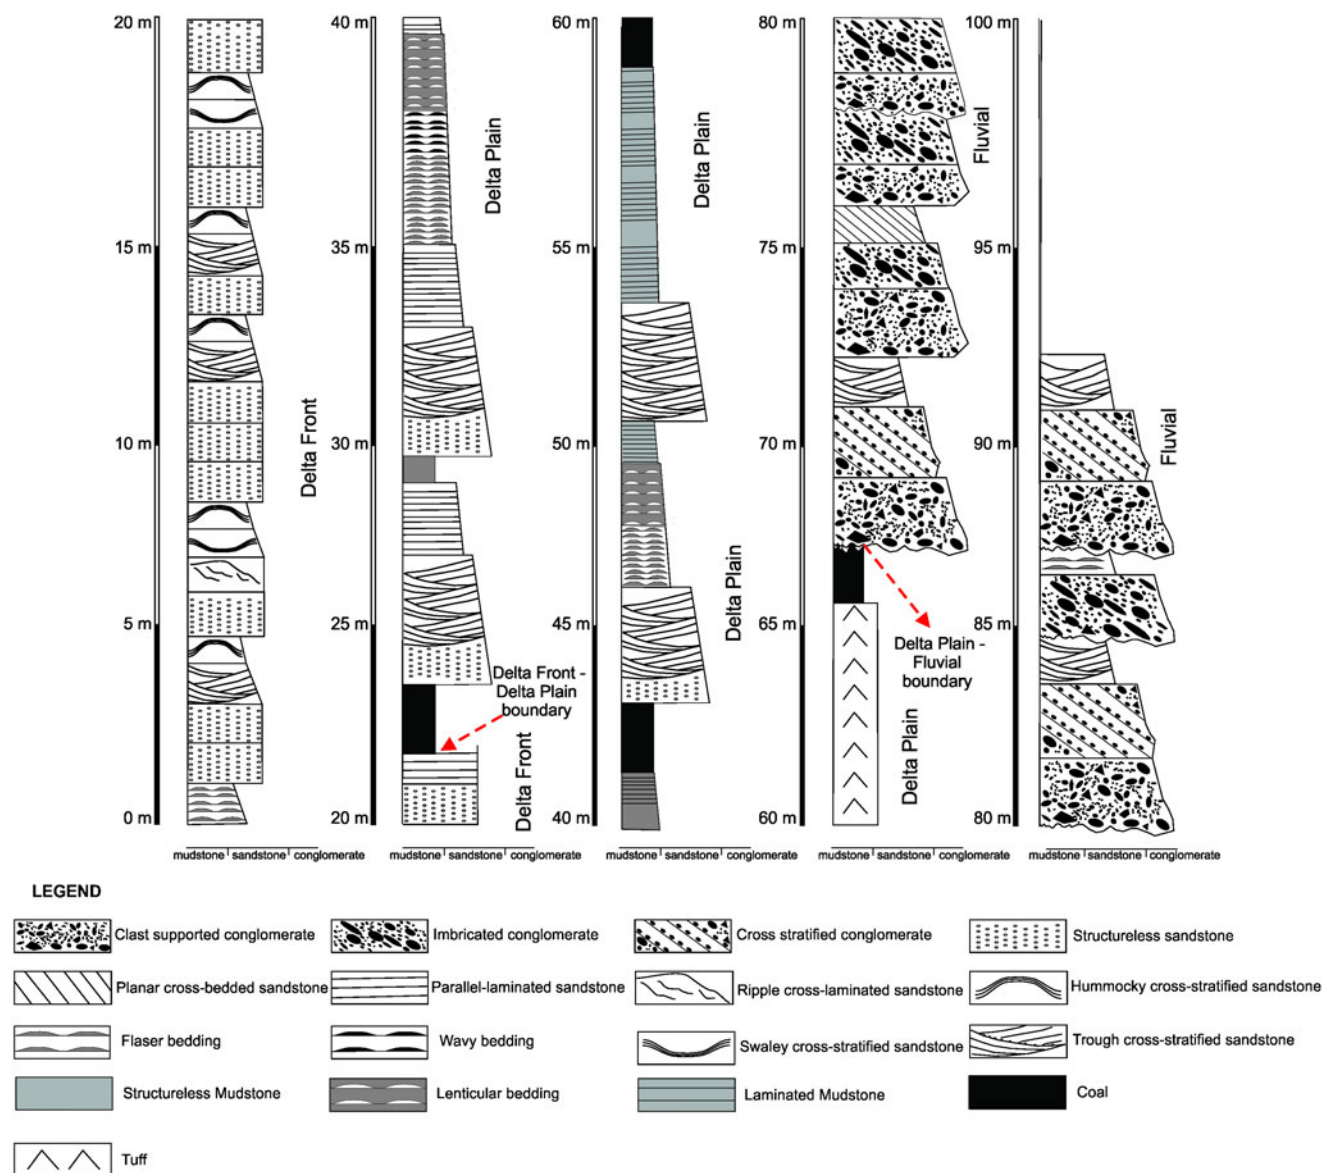 20 m
15 m
10 m
5 m
0 m
Delta Front
mudstone sandstone conglomerate
40 m
35 m
30 m
25 m
20 m
Delta Plain
Delta Front -
Delta Plain
boundary
Delta Front
mudstone sandstone conglomerate
60 m
55 m
50 m
45 m
40 m
Delta Plain
Delta Plain
mudstone sandstone conglomerate
80 m
75 m
70 m
65 m
60 m
Fluvial
Delta Plain -
Fluvial
boundary
Delta Plain
mudstone sandstone conglomerate
100 m
95 m
90 m
85 m
80 m
Fluvial
mudstone sandstone conglomerate
LEGEND
Clast supported conglomerate
Imbricated conglomerate
Cross stratified conglomerate
Structureless sandstone
Planar cross-bedded sandstone
Parallel-laminated sandstone
Ripple cross-laminated sandstone
Hummocky cross-stratified sandstone
Flaser bedding
Wavy bedding
Swaley cross-stratified sandstone
Trough cross-stratified sandstone
Structureless Mudstone
Lenticular bedding
Laminated Mudstone
Coal
Tuff